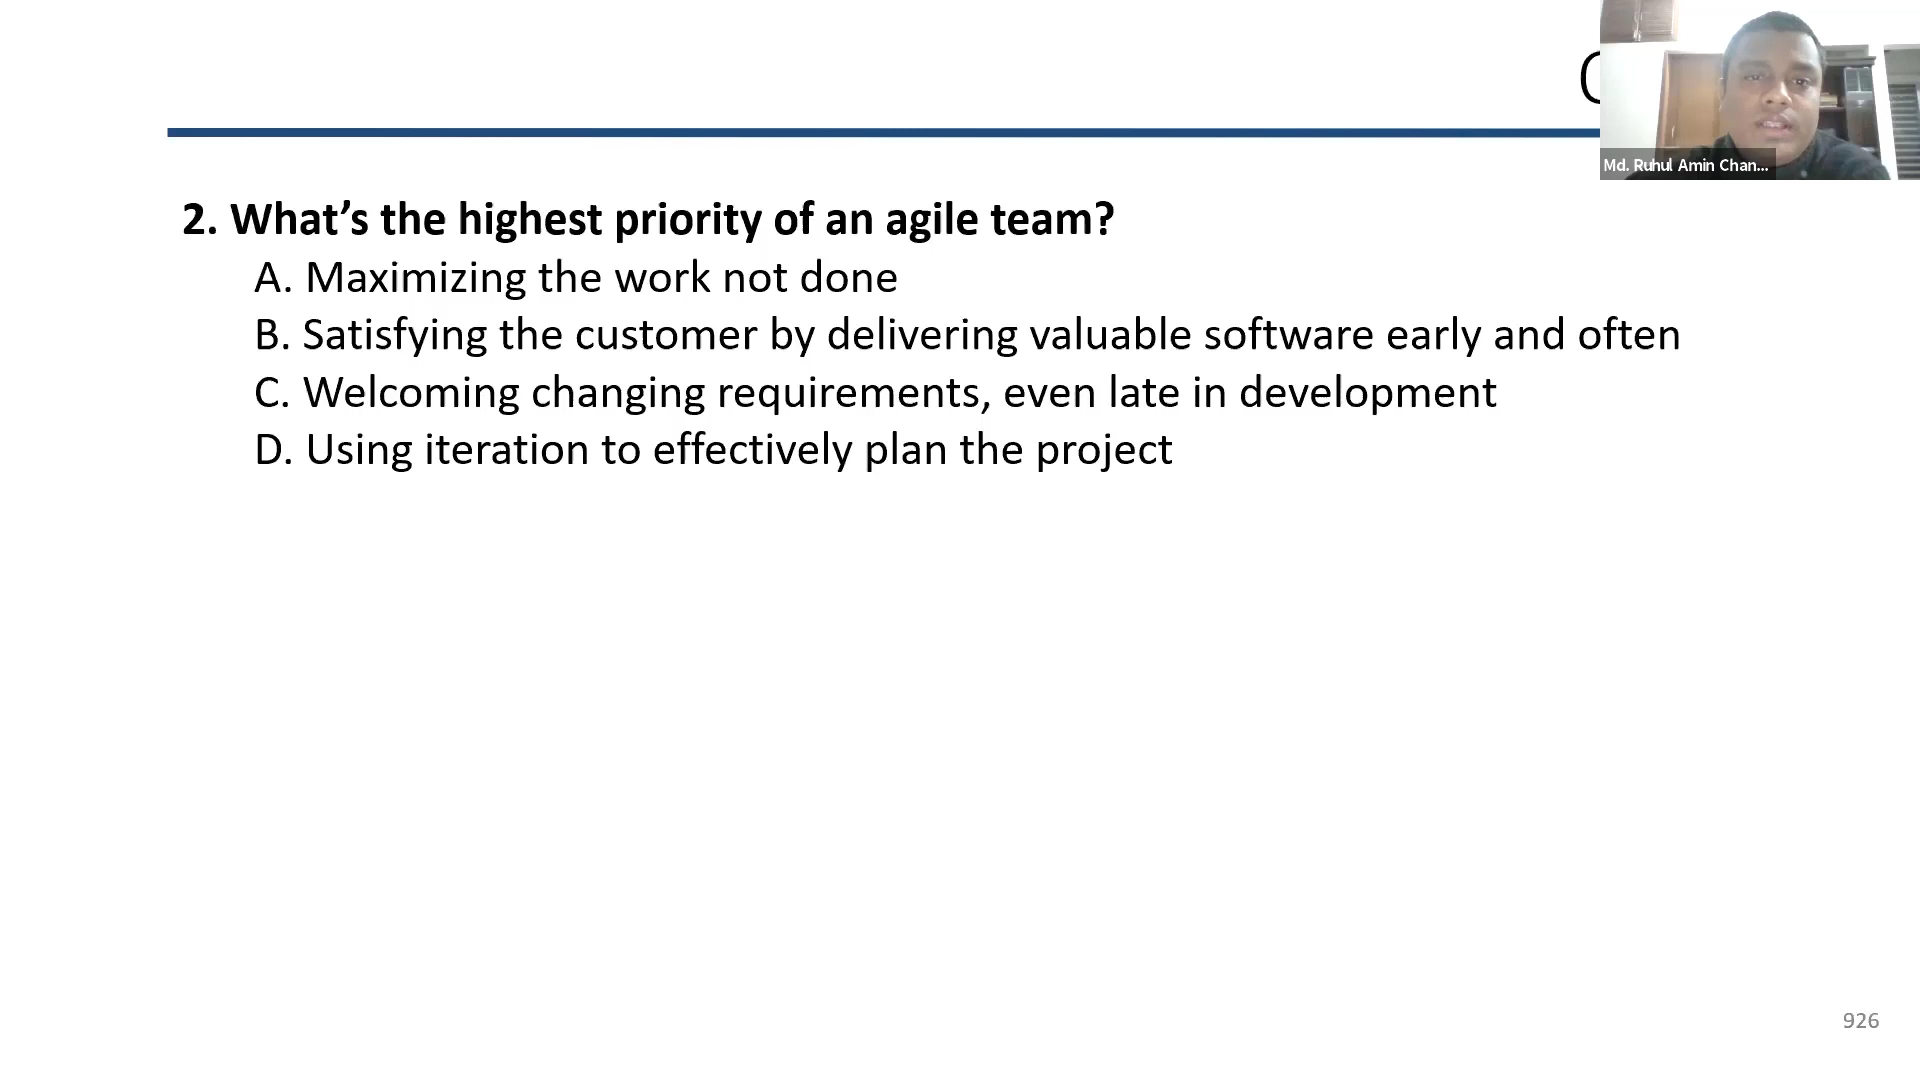 2. What’s the highest priority of an agile team?
A. Maximizing the work not done
B. Satisfying the customer by delivering valuable software early and often
C. Welcoming changing requirements, even late in development
D. Using iteration to effectively plan the project
Md. Ruhul Amin Chan...
926